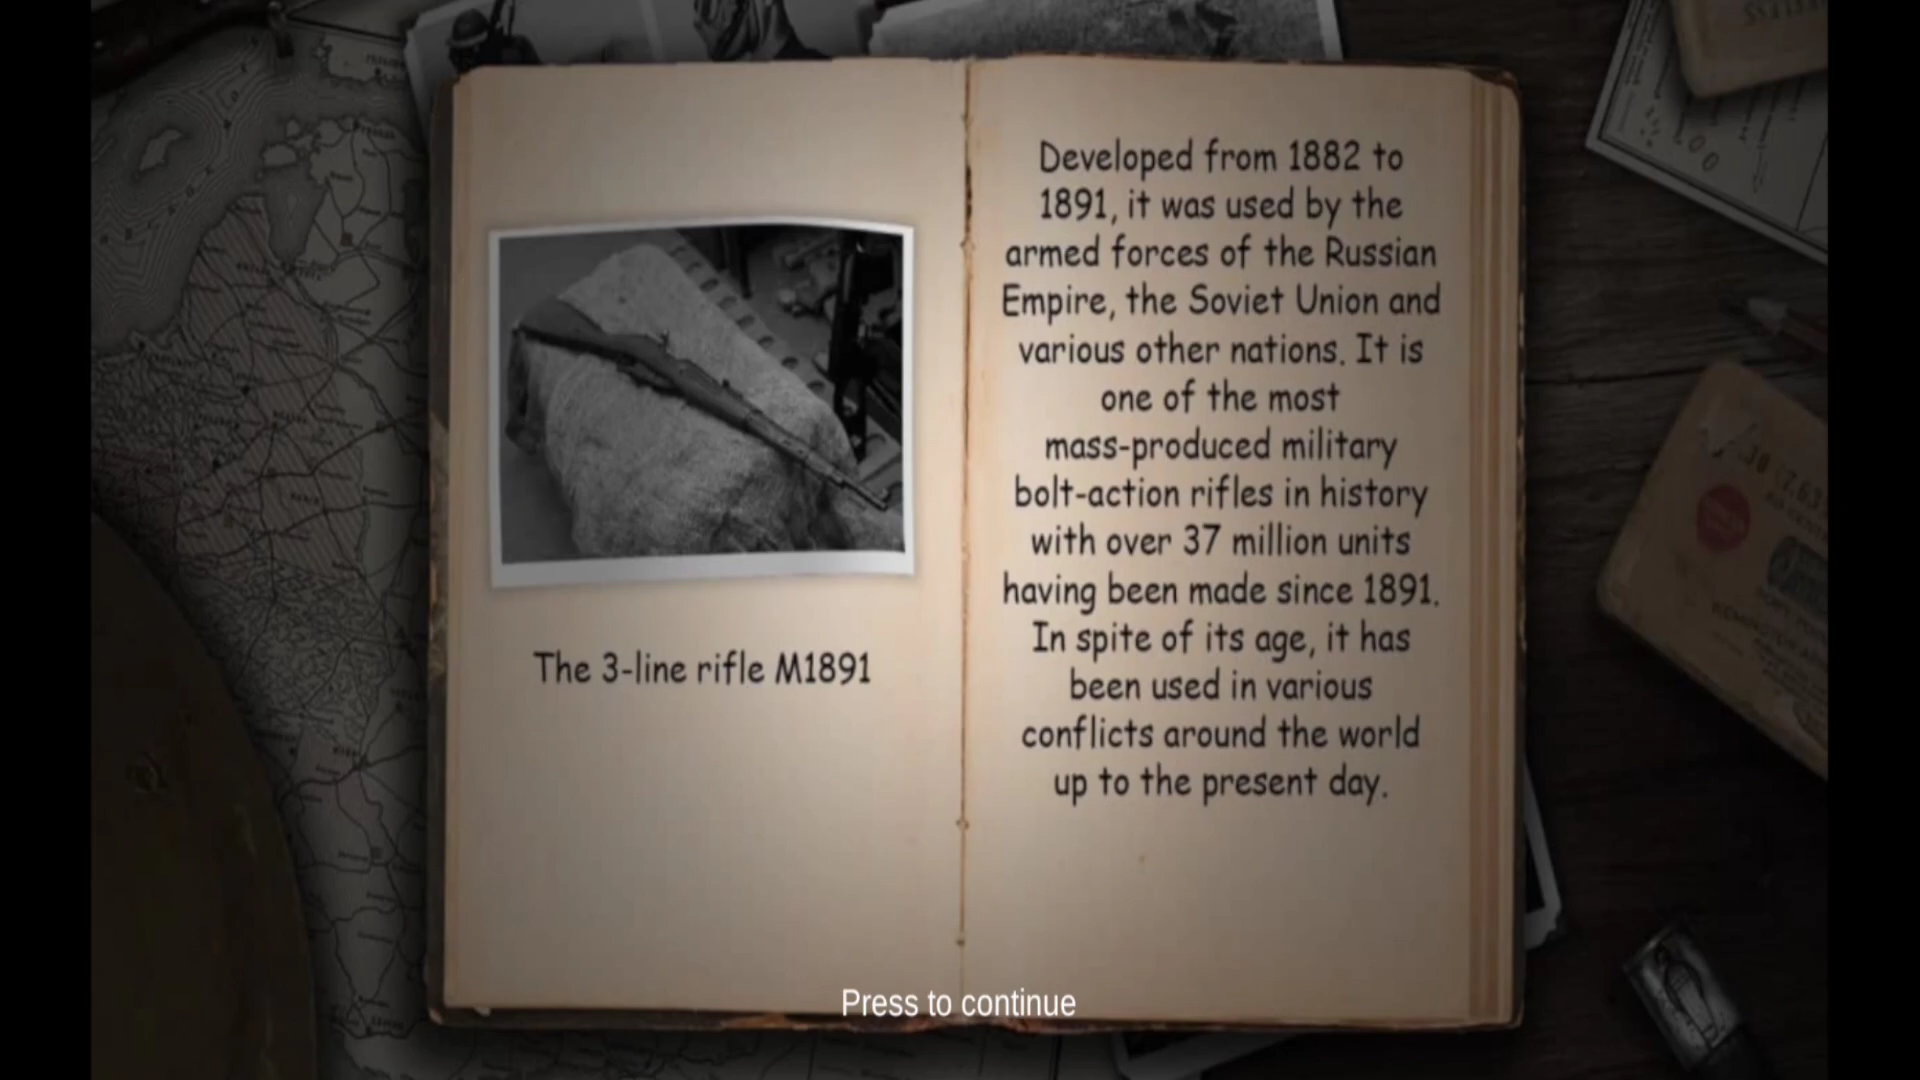 The 3-line rifle M1891
Developed from 1882 to
1891, it was used by the
armed forces of the Russian
Empire, the Soviet Union and
various other nations. It is
one of the most
mass-produced military
bolt-action rifles in history
with over 37 million units
having been made since 1891.
In spite of its age, it has
been used in various
conflicts around the world
up to the present day.
Press to continue